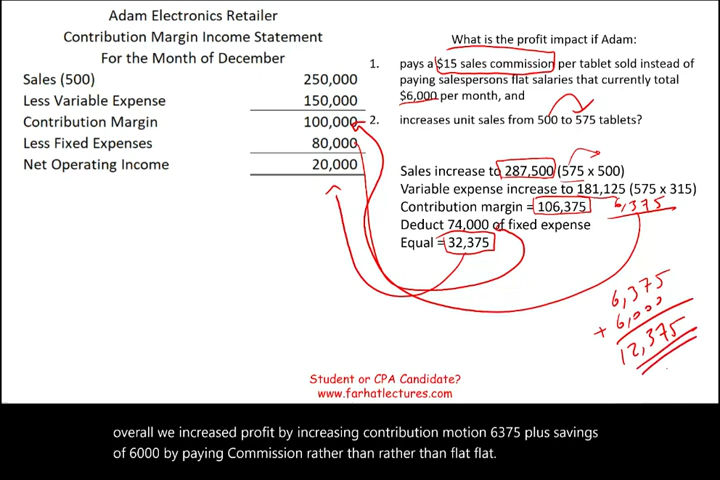 Adam Electronics Retailer
Contribution Margin Income Statement
For the Month of December
Sales (500) 250,000
Less Variable Expense 150,000
Contribution Margin 100,000
Less Fixed Expenses 80,000
Net Operating Income 20,000
What is the profit impact if Adam:
1. pays a $15 sales commission per tablet sold instead of
paying salespersons flat salaries that currently total
$6,000 per month, and
2. increases unit sales from 500 to 575 tablets?
Sales increase to 287,500 (575 x 500)
Variable expense increase to 181,125 (575 x 315)
Contribution margin = 106,375 6,375
Deduct 74,000 of fixed expense
Equal = 32,375
6,375
+ 6,000
12,375
Student or CPA Candidate?
www.farhatlectures.com
overall we increased profit by increasing contribution motion 6375 plus savings
of 6000 by paying Commission rather than rather than flat flat.